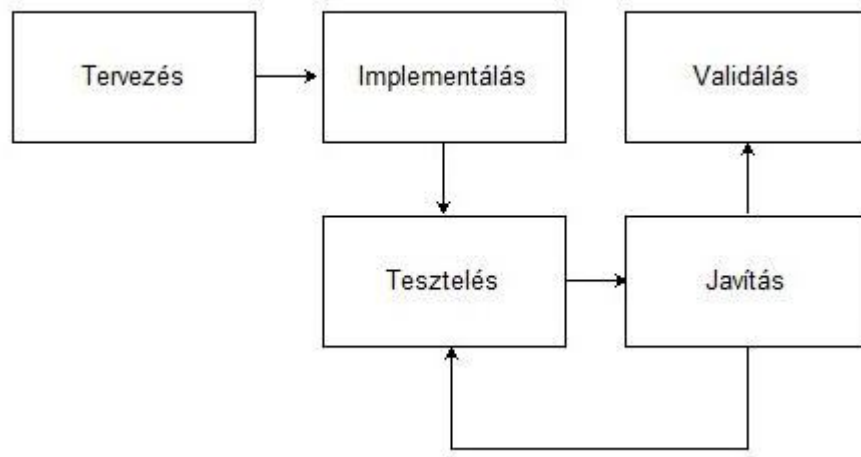 Tervezés
Implementálás
Validálás
Tesztelés
Javítás